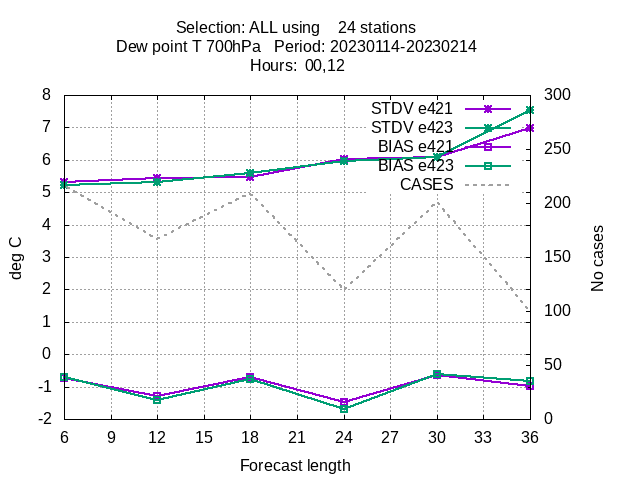 Selection: ALL using    24 stations
Dew point T 700hPa   Period: 20230114-20230214
Hours:  00,12
8
7
6
5
4
3
2
1
0
-1
-2
deg C
STDV e421
STDV e423
BIAS e421
BIAS e423
CASES
300
250
200
150
100
50
0
No cases
6 9 12 15 18 21 24 27 30 33 36
Forecast length